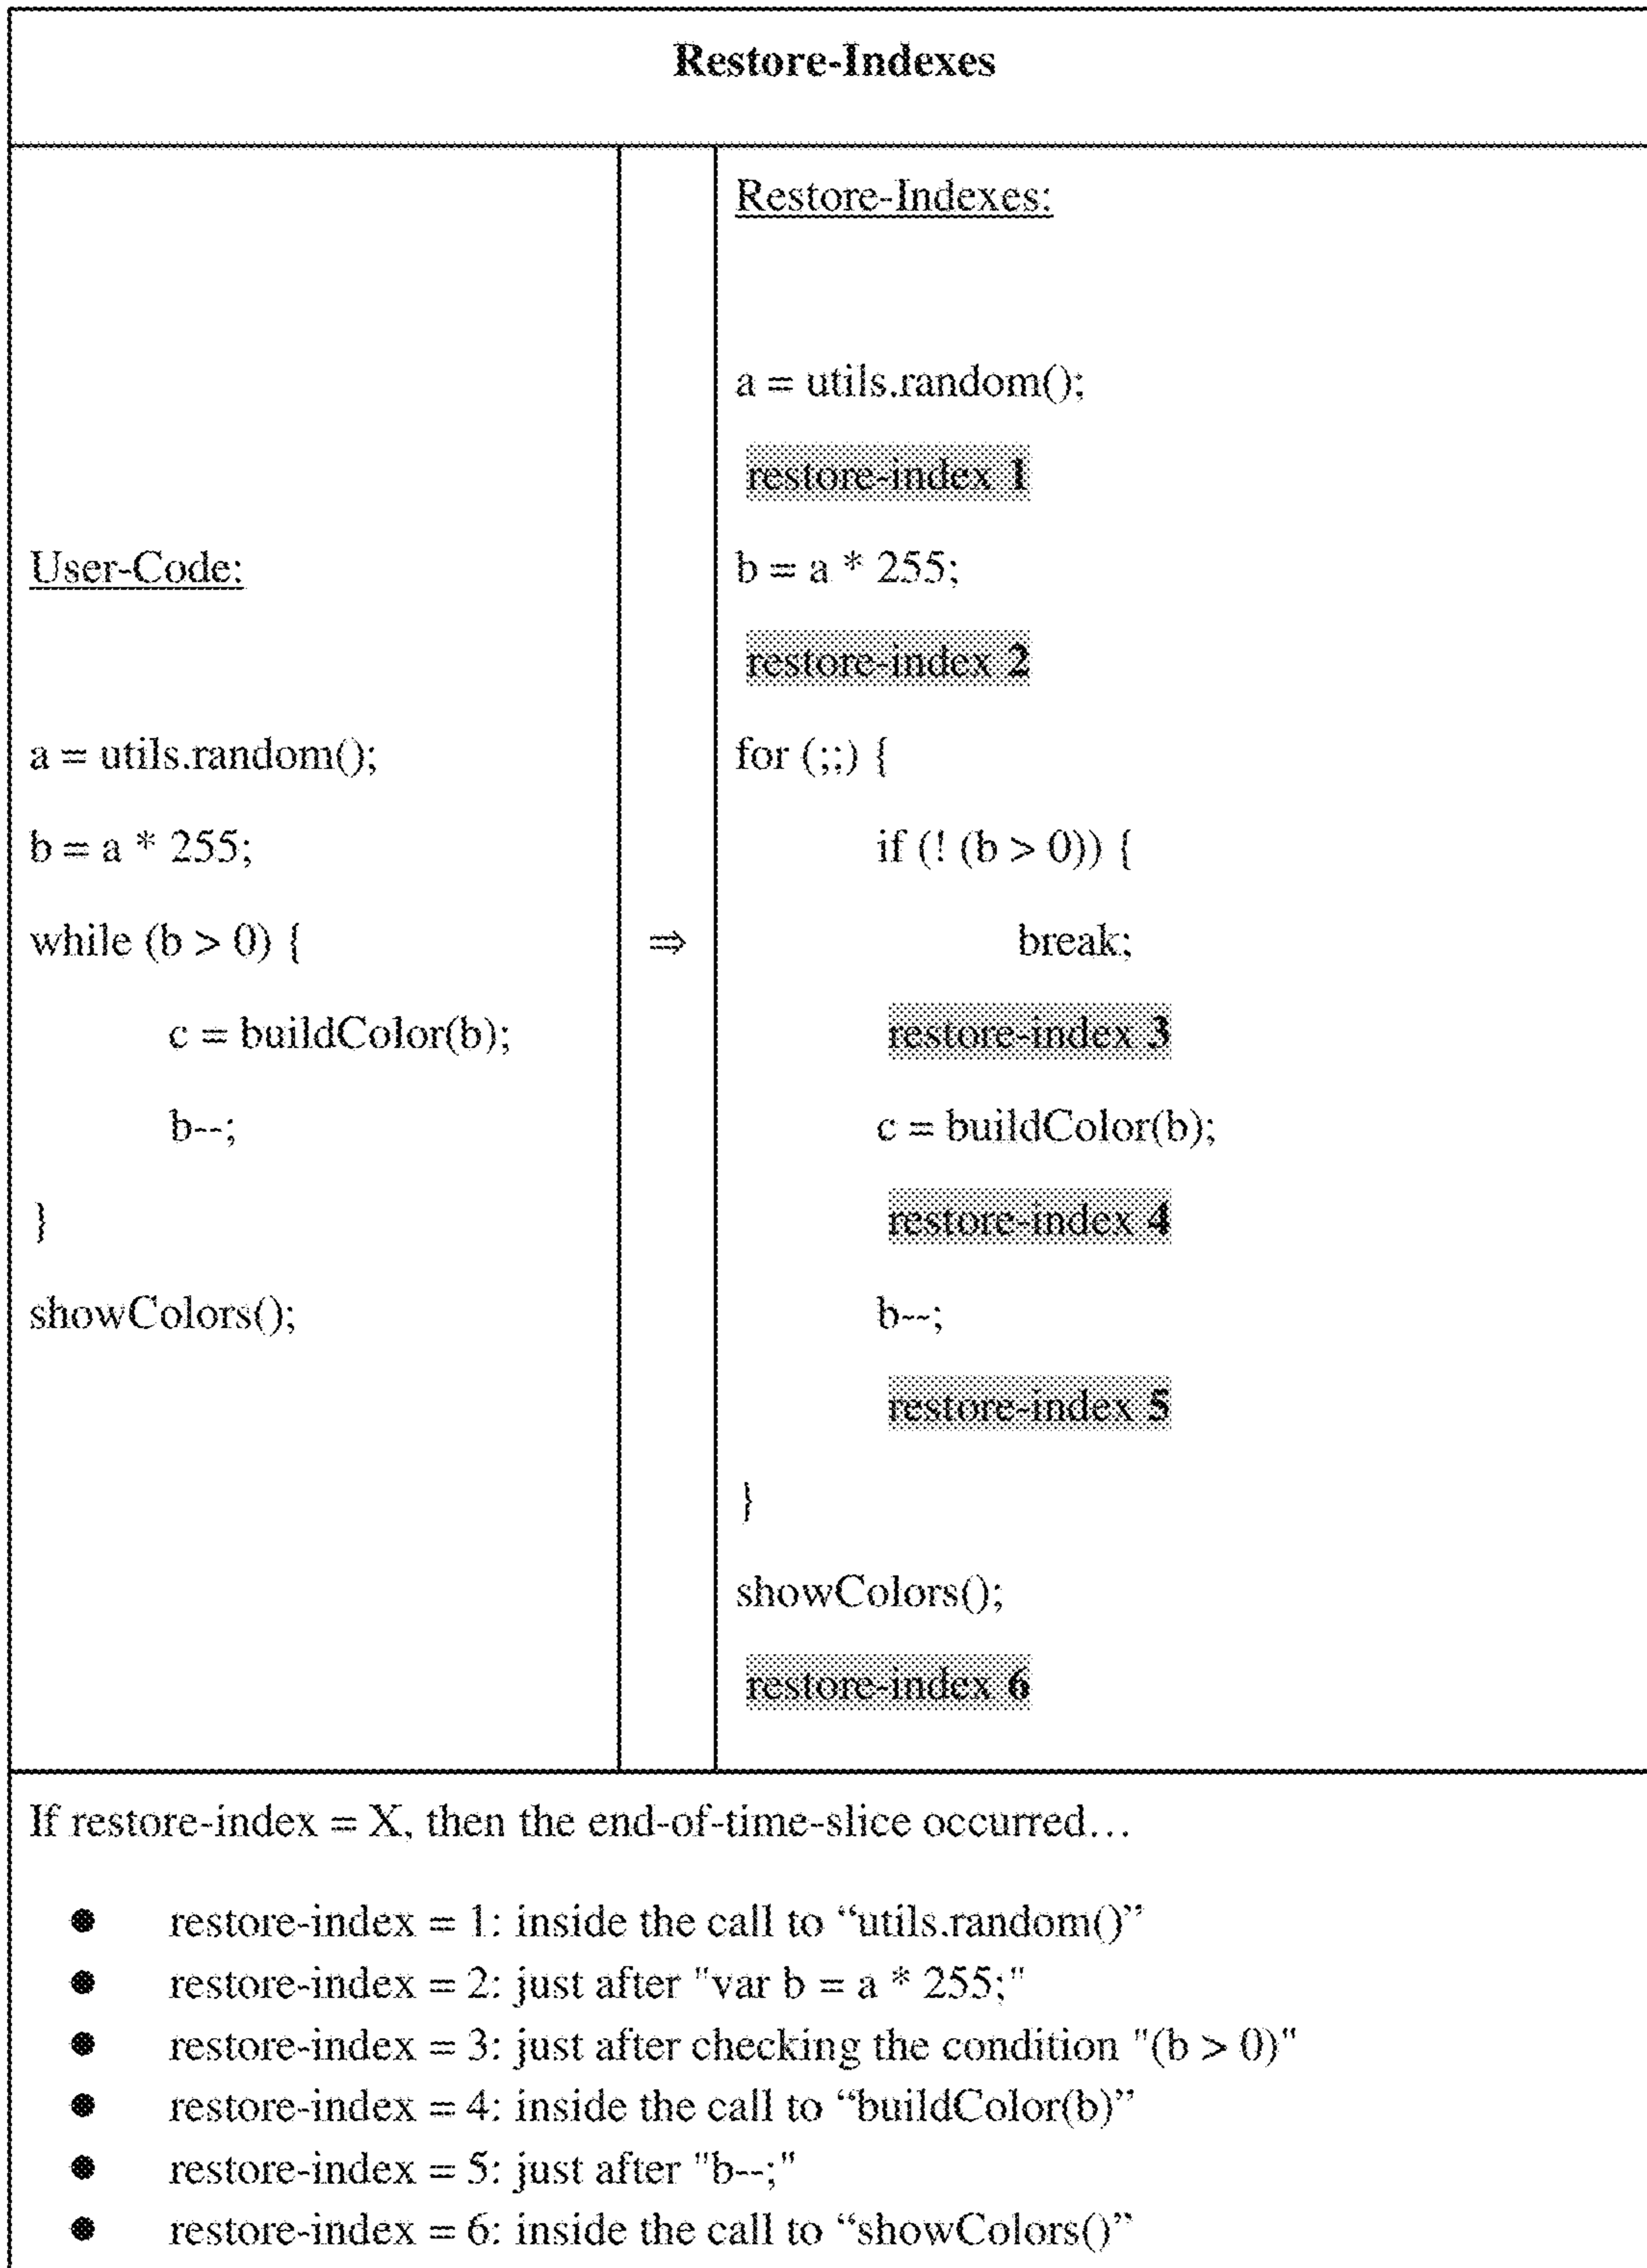 Restore-Indexes
User-Code:
a = utils.random();
b = a * 255;
while (b > 0) {
c = buildColor(b);
b--;
}
showColors();
⇒
Restore-Indexes:
a = utils.random();
restore-index 1
b = a * 255;
restore-index 2
for (;;) {
if (! (b > 0)) {
break;
restore-index 3
c = buildColor(b);
restore-index 4
b--;
restore-index 5
}
showColors();
restore-index 6
If restore-index = X, then the end-of-time-slice occurred…
● restore-index = 1: inside the call to “utils.random()”
● restore-index = 2: just after "var b = a * 255;"
● restore-index = 3: just after checking the condition "(b > 0)"
● restore-index = 4: inside the call to “buildColor(b)”
● restore-index = 5: just after "b--;"
● restore-index = 6: inside the call to “showColors()”